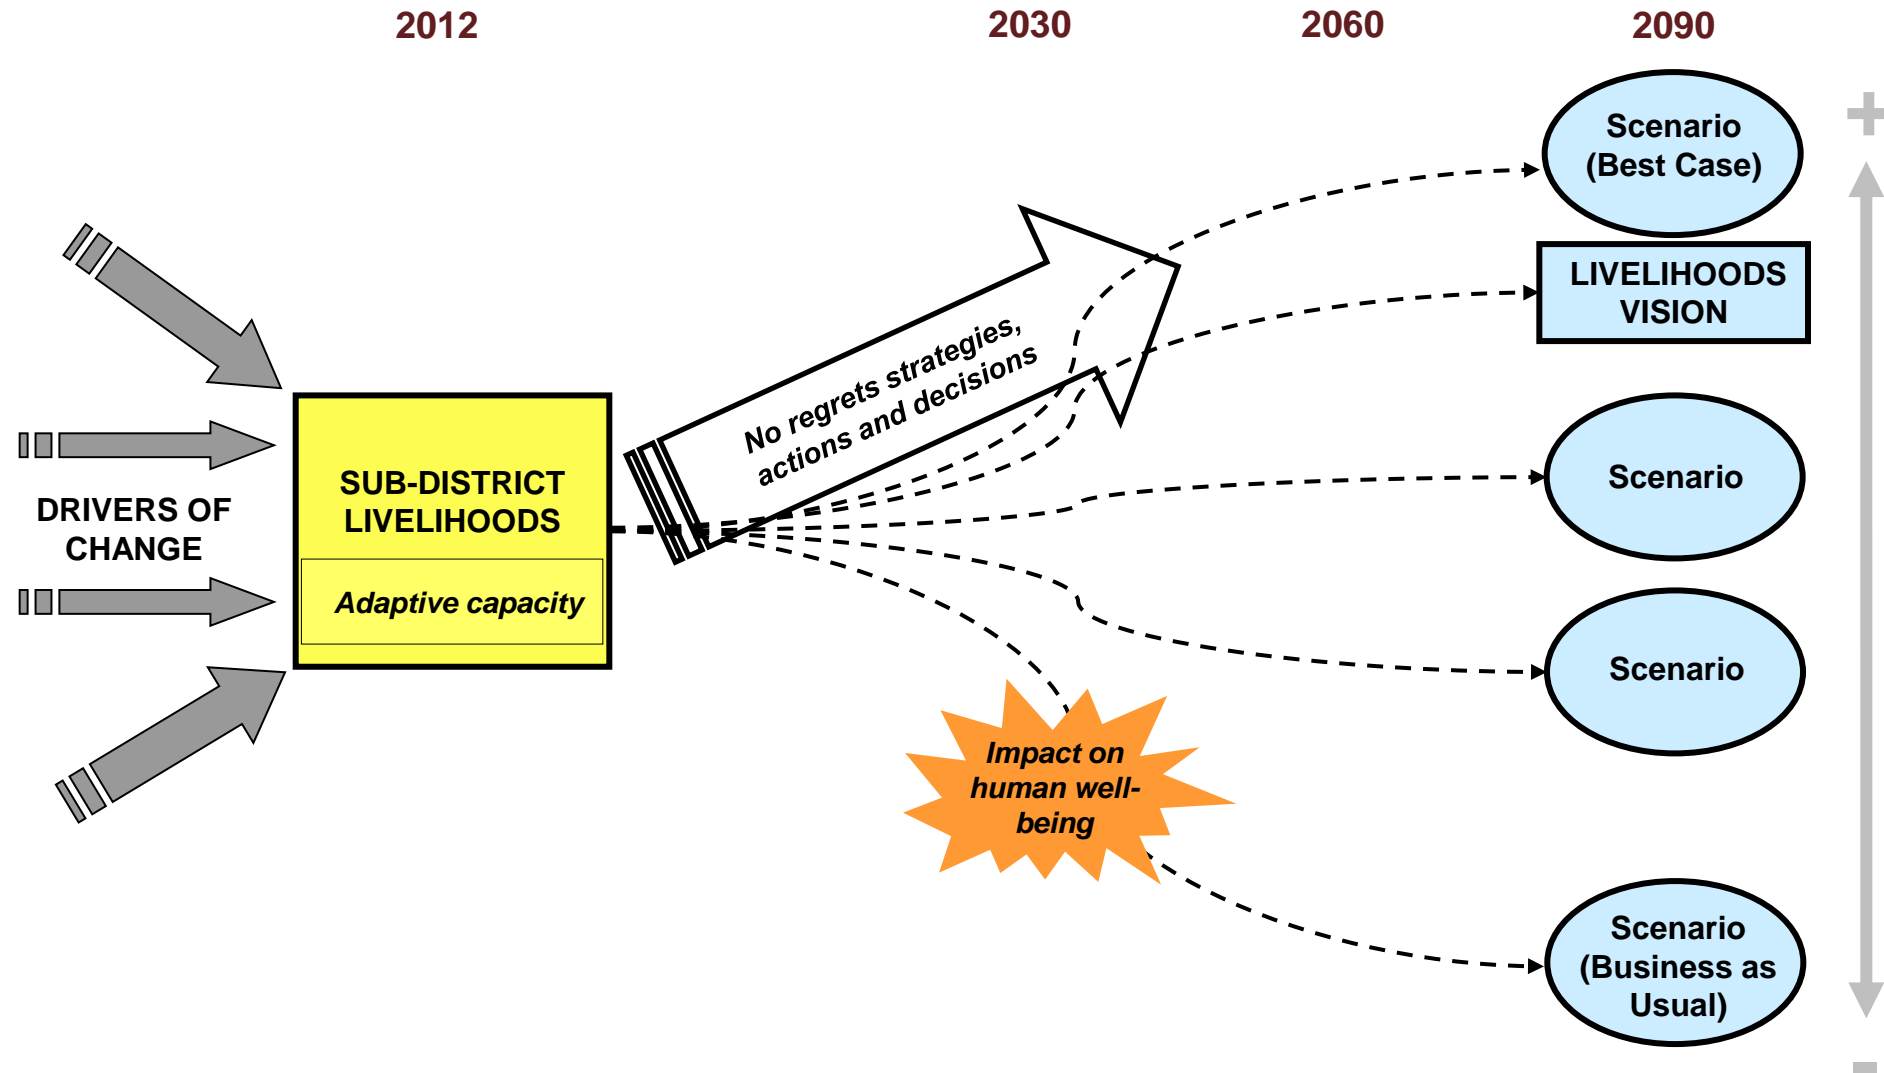 2012
2030
2060
2090
+
Scenario
(Best Case)
LIVELIHOODS
VISION
No regrets strategies,
actions and decisions
SUB-DISTRICT
LIVELIHOODS
Adaptive capacity
DRIVERS OF
CHANGE
Scenario
Scenario
Impact on
human well-
being
Scenario
(Business as
Usual)
-